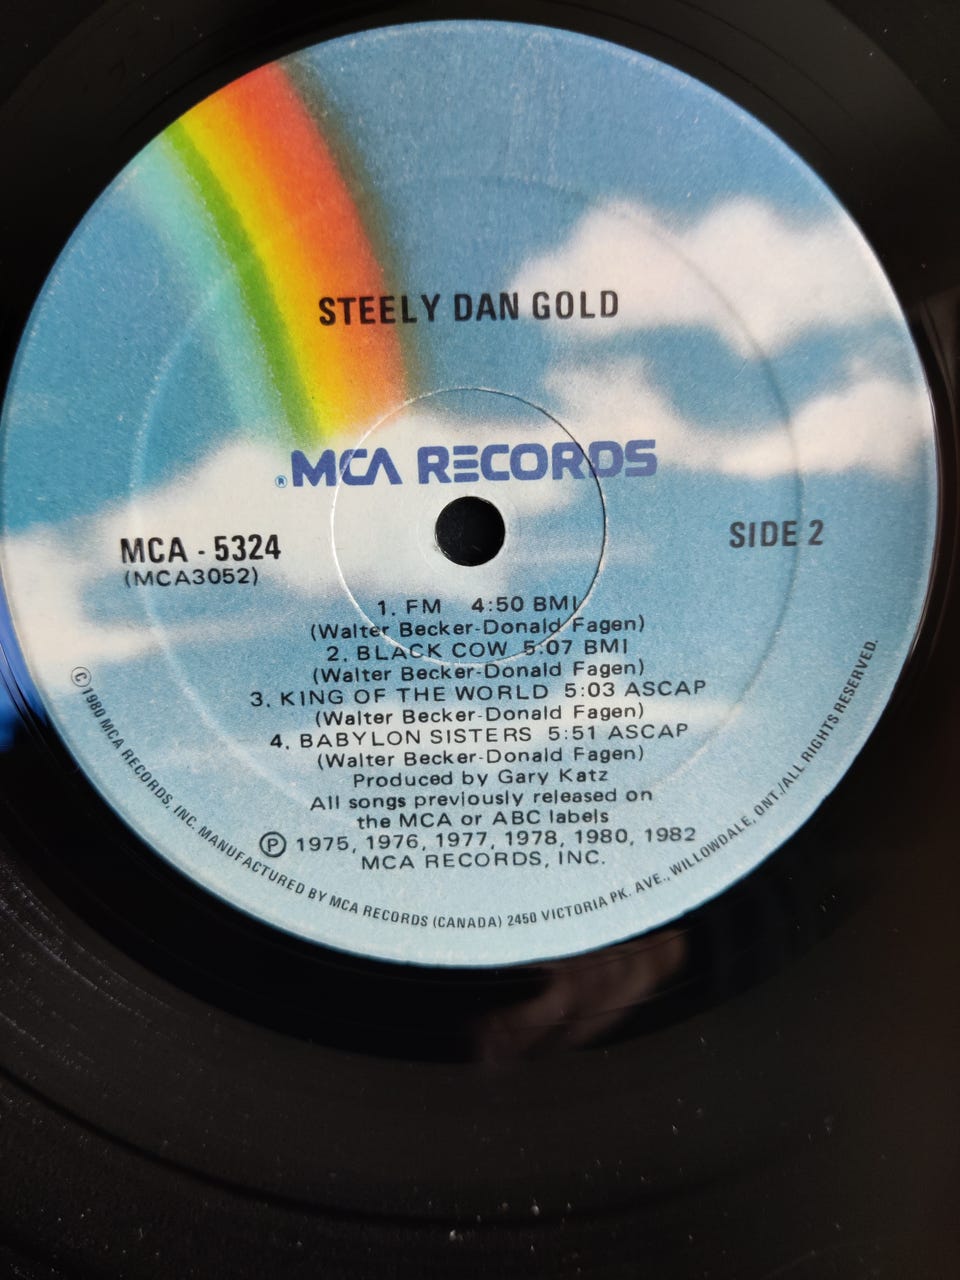 STEELY DAN GOLD
®MCA RECORDS
MCA - 5324
(MCA3052)
SIDE 2
1. FM 4:50 BMI
(Walter Becker-Donald Fagen)
2. BLACK COW 5:07 BMI
(Walter Becker-Donald Fagen)
3. KING OF THE WORLD 5:03 ASCAP
(Walter Becker-Donald Fagen)
4. BABYLON SISTERS 5:51 ASCAP
(Walter Becker-Donald Fagen)
Produced by Gary Katz
All songs previously released on
the MCA or ABC labels
Ⓟ 1975, 1976, 1977, 1978, 1980, 1982
MCA RECORDS, INC.
©1980 MCA RECORDS, INC. MANUFACTURED BY MCA RECORDS (CANADA) 2450 VICTORIA PK. AVE., WILLOWDALE, ONT./ALL RIGHTS RESERVED.